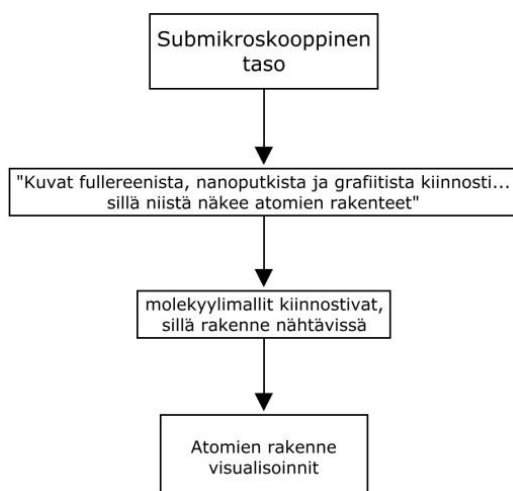 Submikroskooppinen
taso
"Kuvat fullereenista, nanoputkista ja grafiitista kiinnosti...
sillä niistä näkee atomien rakenteet"
molekyylimallit kiinnostivat,
sillä rakenne nähtävissä
Atomien rakenne
visualisoinnit